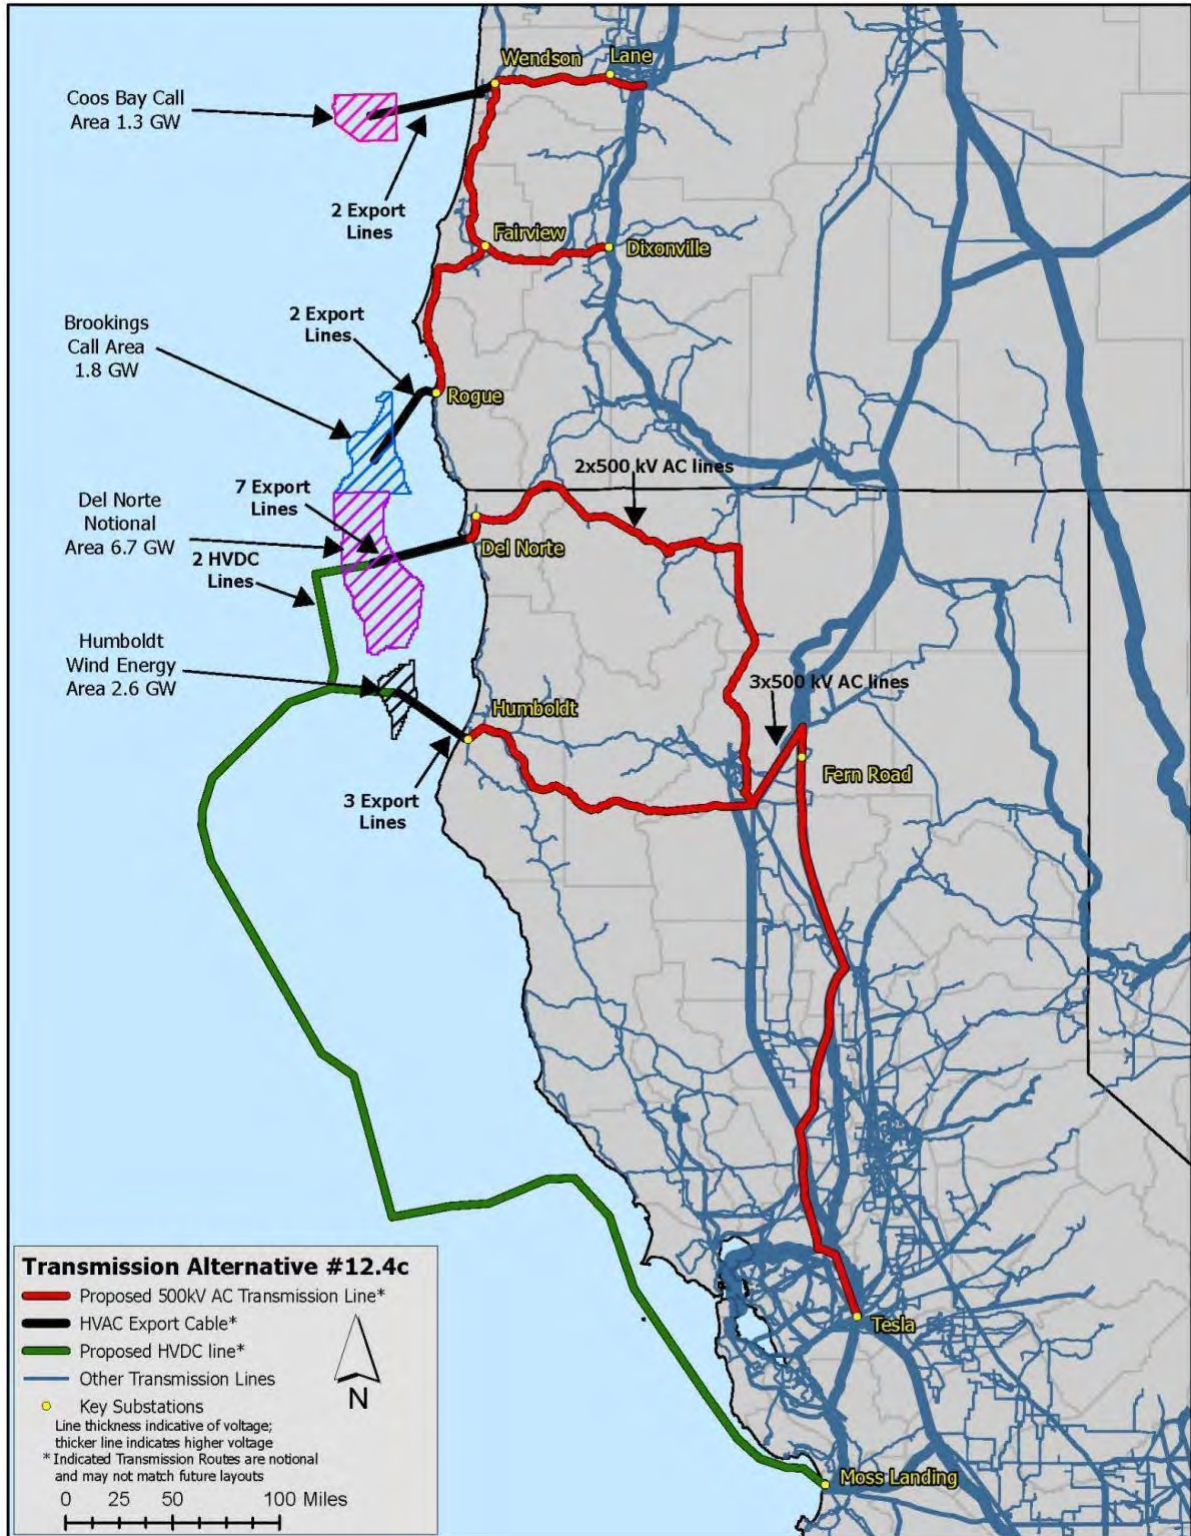 Wendson
Lane
Coos Bay Call
Area 1.3 GW
2 Export
Lines
Fairview
Dixonville
2 Export
Lines
Brookings
Call Area
1.8 GW
Rogue
2x500 kV AC lines
7 Export
Lines
Del Norte
Notional
Area 6.7 GW
2 HVDC
Lines
Del Norte
Humboldt
Wind Energy
Area 2.6 GW
3x500 kV AC lines
Humboldt
Fern Road
3 Export
Lines
Transmission Alternative #12.4c
Proposed 500kV AC Transmission Line*
HVAC Export Cable*
Proposed HVDC line*
Other Transmission Lines
Key Substations
N
Line thickness indicative of voltage;
thicker line indicates higher voltage
* Indicated Transmission Routes are notional
and may not match future layouts
0 25 50 100 Miles
Tesla
Moss Landing